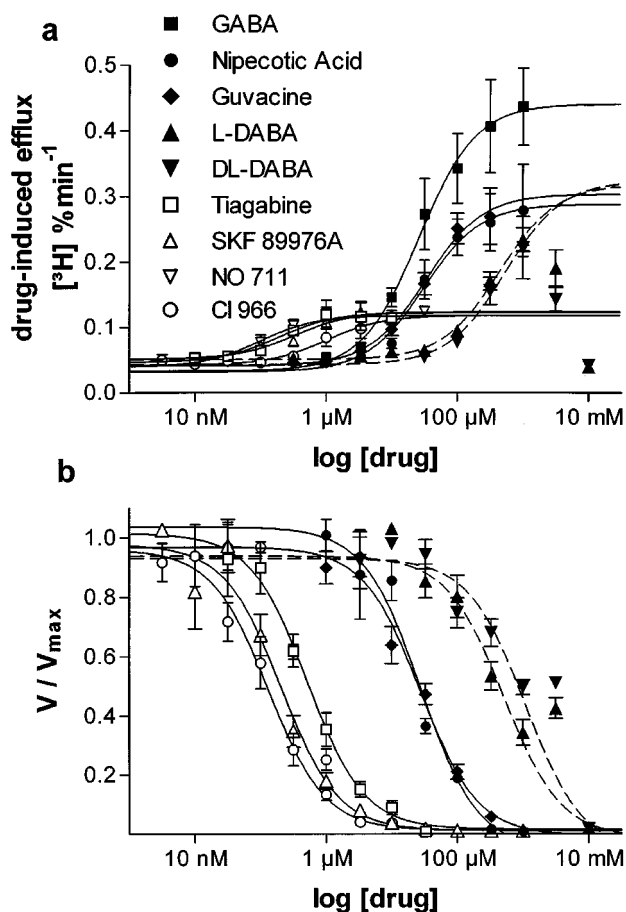 a
GABA
Nipecotic Acid
Guvacine
L-DABA
DL-DABA
Tiagabine
SKF 89976A
NO 711
CI 966
drug-induced efflux
[³H] %min⁻¹
0.5
0.4
0.3
0.2
0.1
0.0
10 nM 1 µM 100 µM 10 mM
log [drug]
b
V / Vmax
1.0
0.8
0.6
0.4
0.2
10 nM 1 µM 100 µM 10 mM
log [drug]